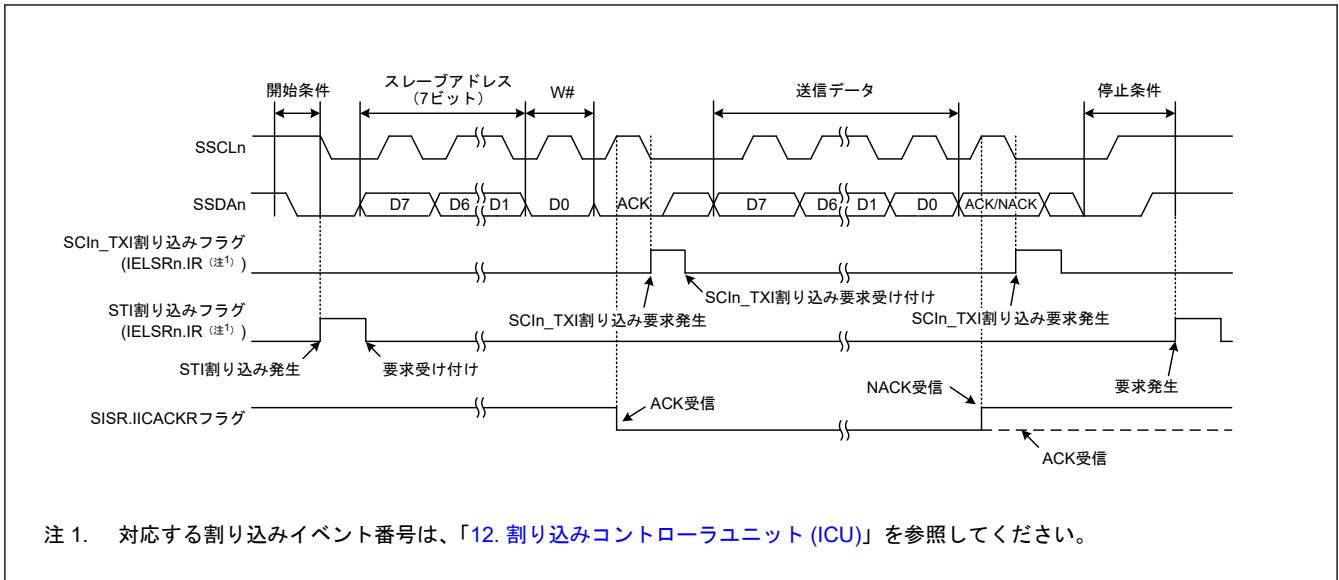 開始条件
スレーブアドレス
（7ビット）
W#
送信データ
停止条件
SSCLn
SSDAn
D7
D6
D1
D0
ACK
D7
D6
D1
D0
ACK/NACK
SCIn_TXI割り込みフラグ
(IELSRn.IR（注1）)
SCIn_TXI割り込み要求受け付け
SCIn_TXI割り込み要求発生
SCIn_TXI割り込み要求発生
STI割り込みフラグ
(IELSRn.IR（注1）)
STI割り込み発生
要求受け付け
要求発生
NACK受信
ACK受信
SISR.IICACKRフラグ
ACK受信
注 1. 対応する割り込みイベント番号は、「12. 割り込みコントローラユニット (ICU)」を参照してください。